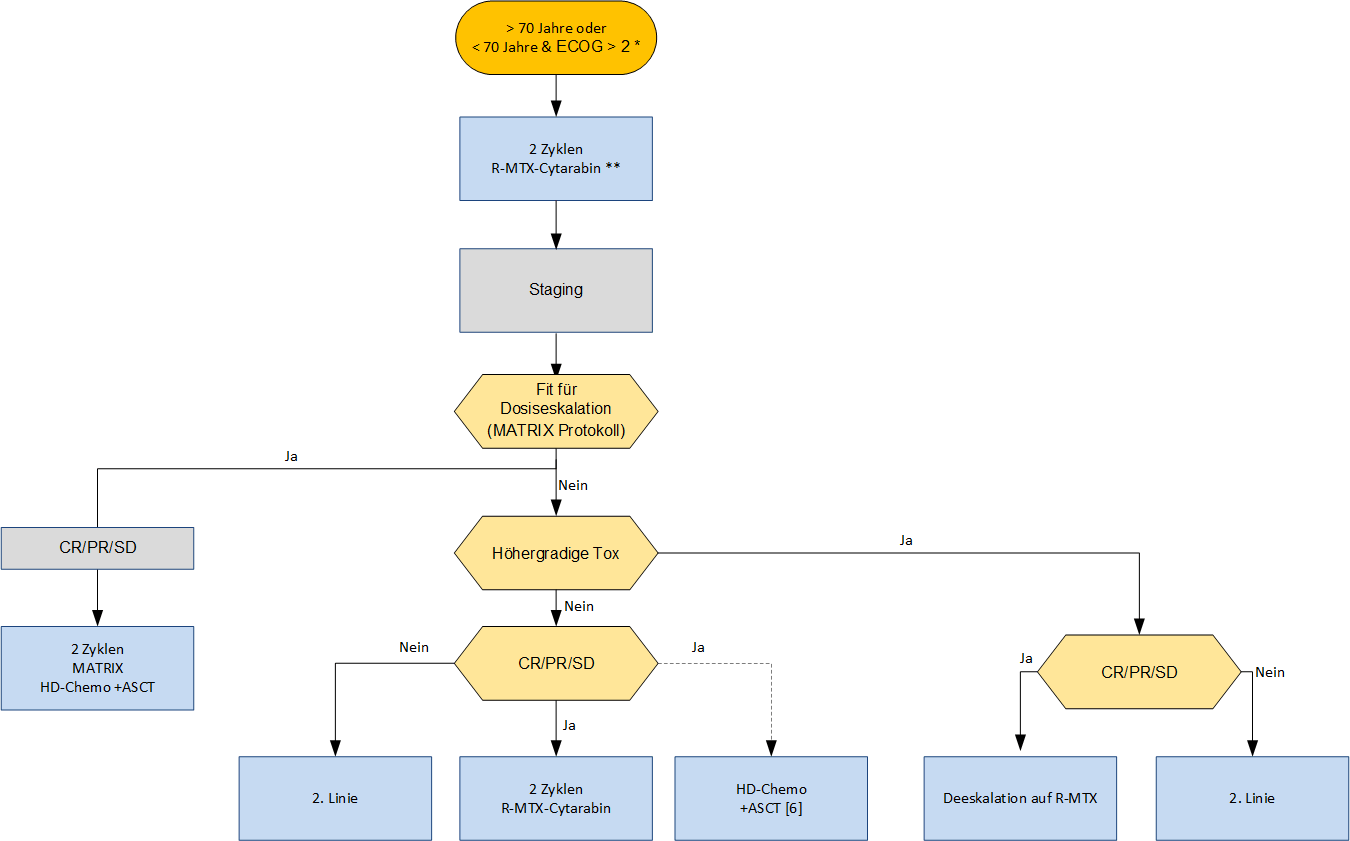 > 70 Jahre oder
< 70 Jahre & ECOG > 2 *
2 Zyklen
R-MTX-Cytarabin **
Staging
Fit für
Dosiseskalation
(MATRIX Protokoll)
Ja
Nein
CR/PR/SD
Höhergradige Tox
Ja
Nein
2 Zyklen
MATRIX
HD-Chemo +ASCT
Nein
CR/PR/SD
Ja
Ja
Ja
CR/PR/SD
Nein
2. Linie
2 Zyklen
R-MTX-Cytarabin
HD-Chemo
+ASCT [6]
Deeskalation auf R-MTX
2. Linie